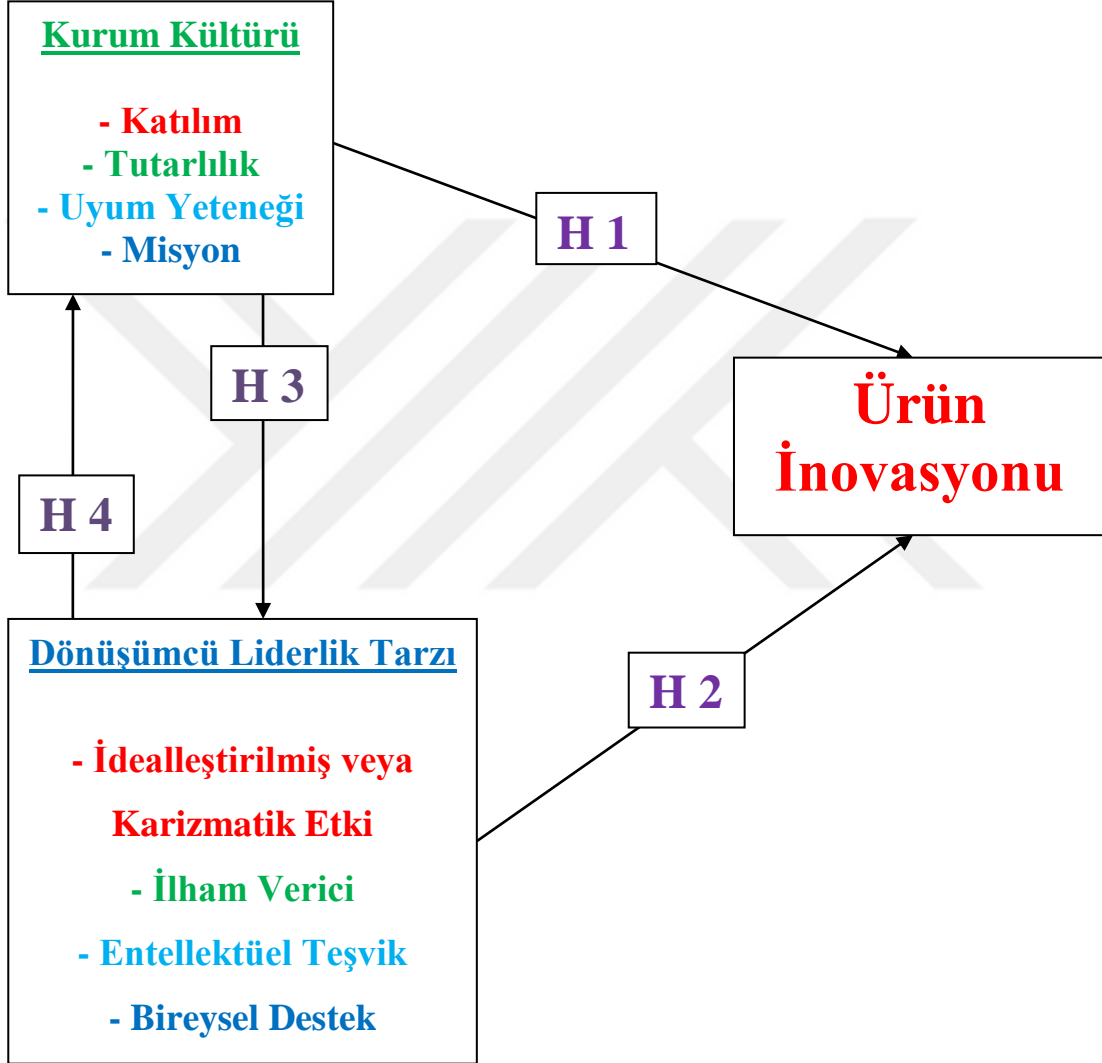 Kurum Kültürü
- Katılım
- Tutarlılık
- Uyum Yeteneği
- Misyon
H 1
H 3
Ürün
İnovasyonu
H 4
Dönüşümcü Liderlik Tarzı
H 2
- İdealleştirilmiş veya
Karizmatik Etki
- İlham Verici
- Entellektüel Teşvik
- Bireysel Destek